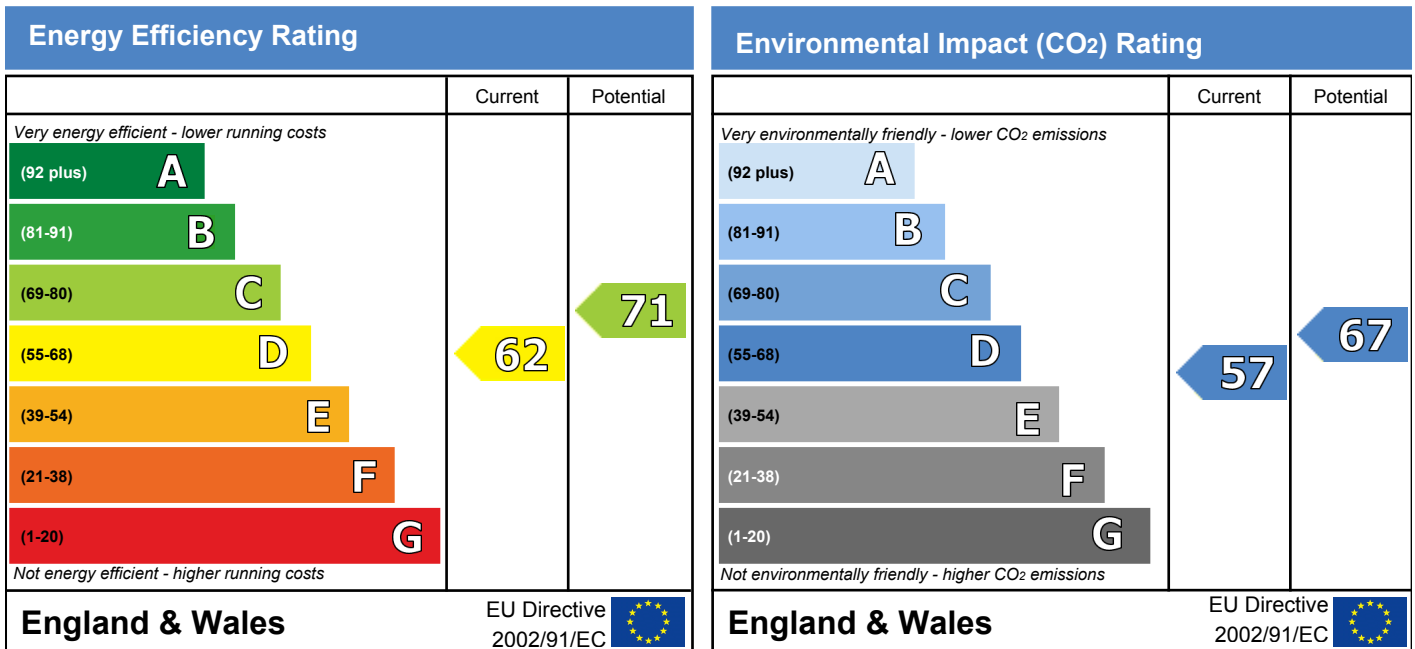 Energy Efficiency Rating
Current Potential
Very energy efficient - lower running costs
(92 plus) A
(81-91) B
(69-80) C
71
(55-68) D
62
(39-54) E
(21-38) F
(1-20) G
Not energy efficient - higher running costs
England & Wales
EU Directive
2002/91/EC
Environmental Impact (CO2) Rating
Current Potential
Very environmentally friendly - lower CO2 emissions
(92 plus) A
(81-91) B
(69-80) C
(55-68) D
67
57
(39-54) E
(21-38) F
(1-20) G
Not environmentally friendly - higher CO2 emissions
England & Wales
EU Directive
2002/91/EC